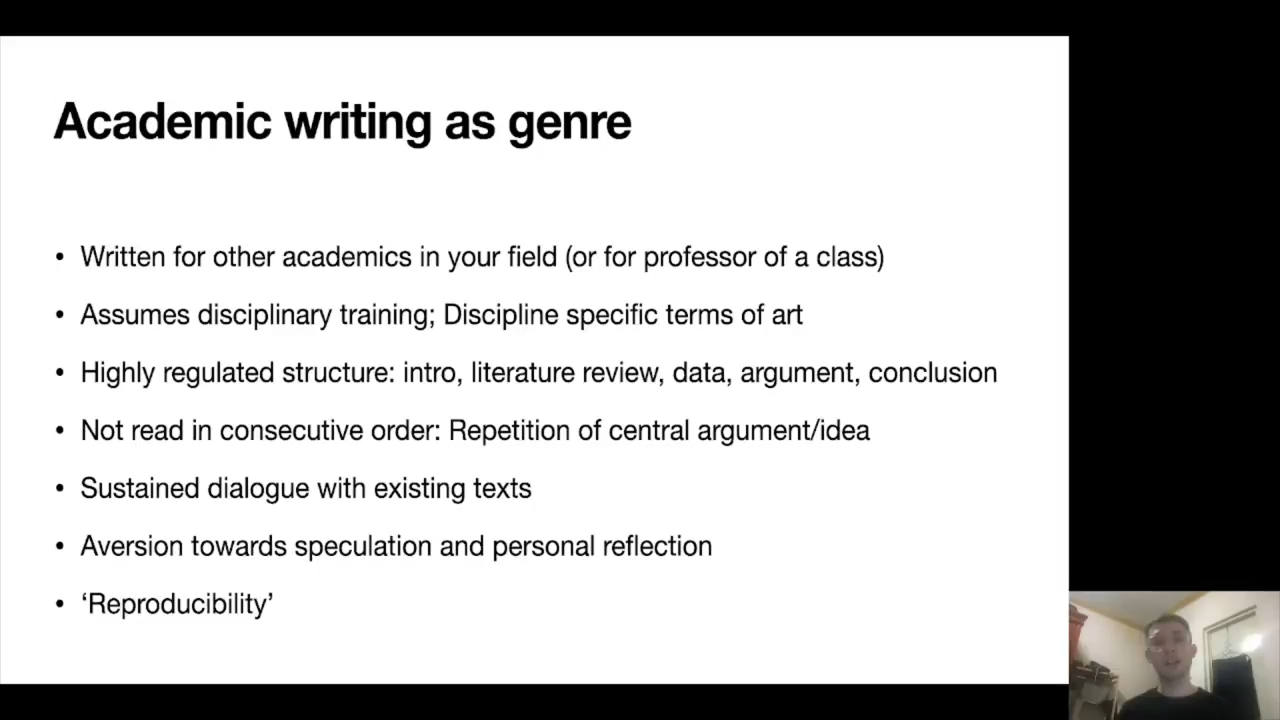 Academic writing as genre
• Written for other academics in your field (or for professor of a class)
• Assumes disciplinary training; Discipline specific terms of art
• Highly regulated structure: intro, literature review, data, argument, conclusion
• Not read in consecutive order: Repetition of central argument/idea
• Sustained dialogue with existing texts
• Aversion towards speculation and personal reflection
• ‘Reproducibility’